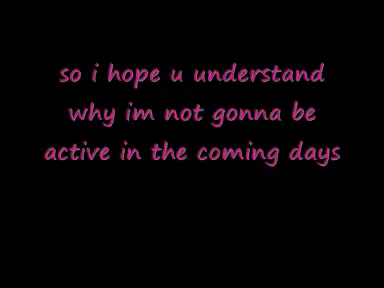 so i hope u understand
why im not gonna be
active in the coming days